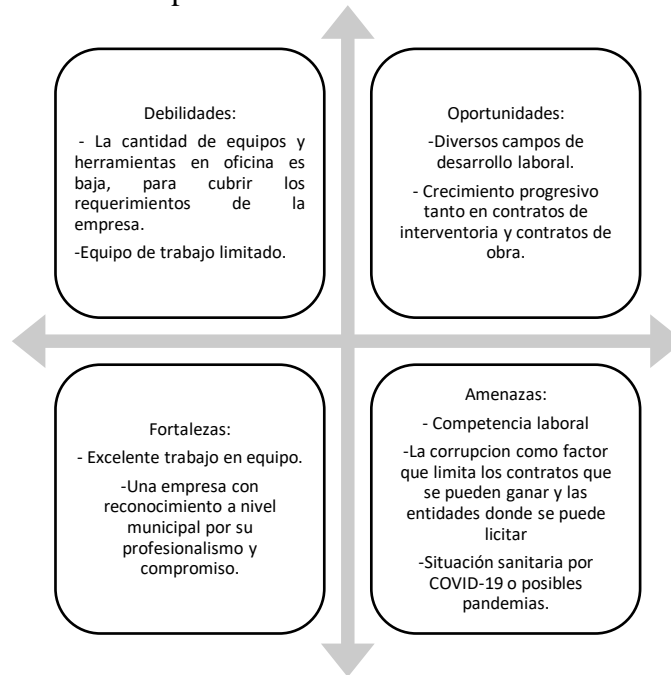 Debilidades:
- La cantidad de equipos y
herramientas en oficina es
baja, para cubrir los
requerimientos de la
empresa.
-Equipo de trabajo limitado.
Oportunidades:
-Diversos campos de
desarrollo laboral.
- Crecimiento progresivo
tanto en contratos de
interventoria y contratos de
obra.
Fortalezas:
- Excelente trabajo en equipo.
-Una empresa con
reconocimiento a nivel
municipal por su
profesionalismo y
compromiso.
Amenazas:
- Competencia laboral
-La corrupcion como factor
que limita los contratos que
se pueden ganar y las
entidades donde se puede
licitar
-Situación sanitaria por
COVID-19 o posibles
pandemias.